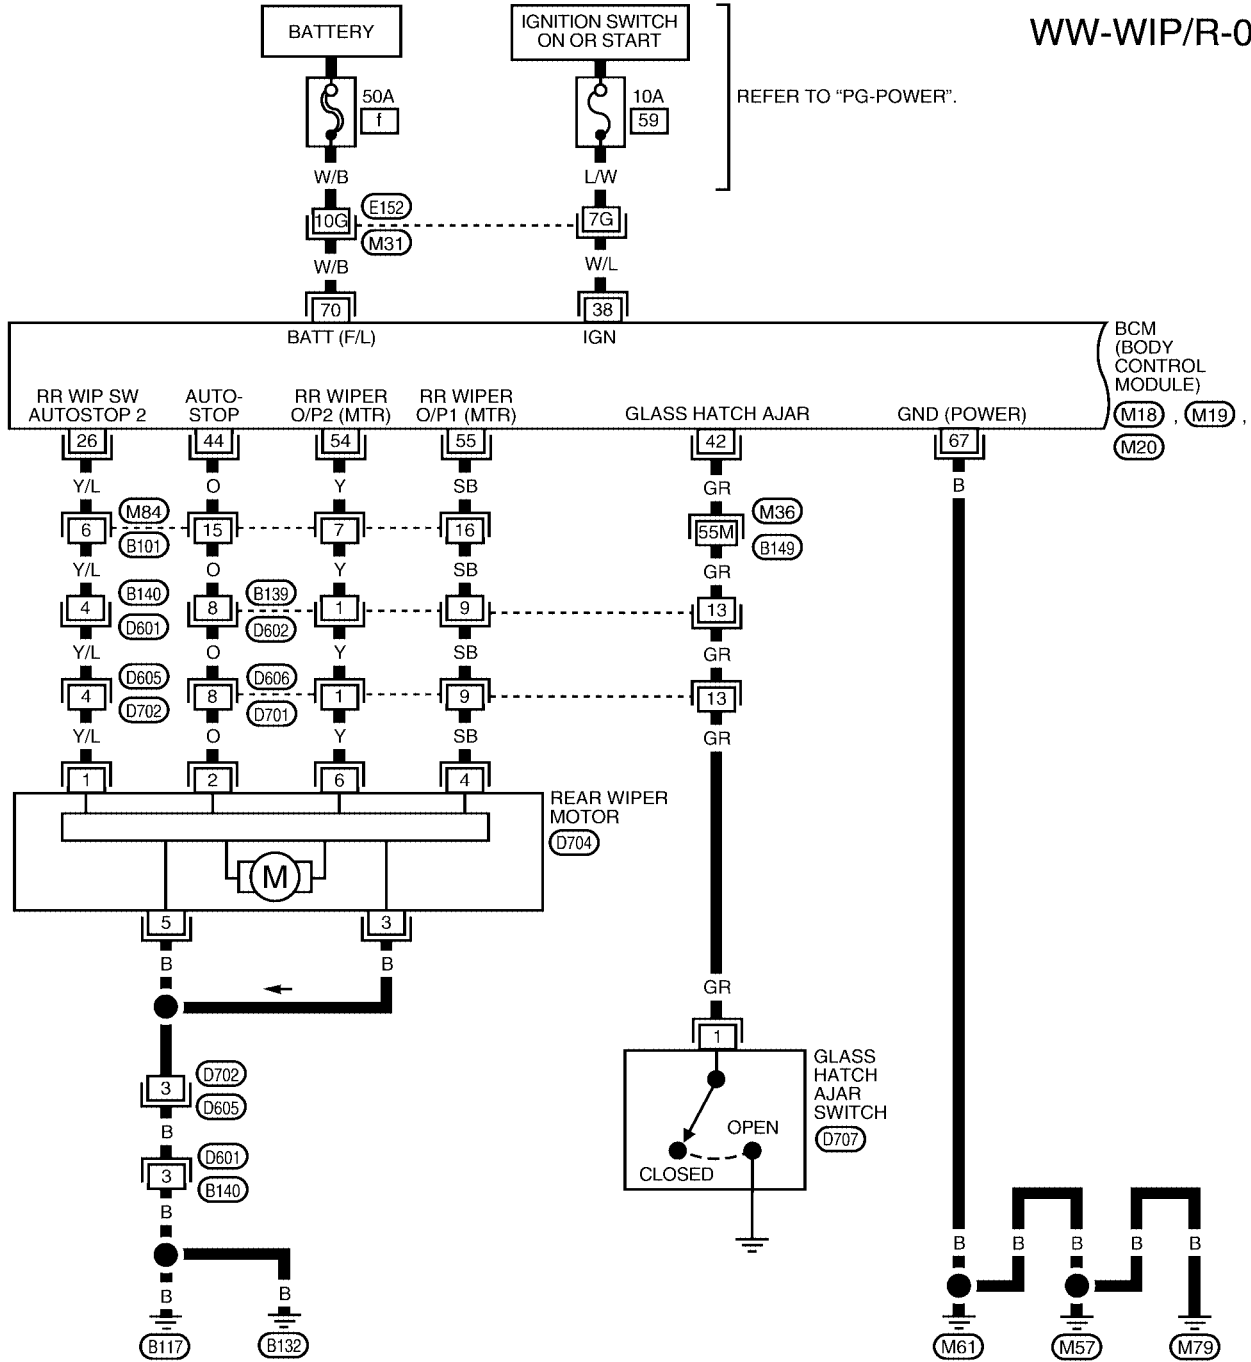 WW-WIP/R-0
BATTERY
IGNITION SWITCH
ON OR START
50A
f
10A
59
REFER TO “PG-POWER”.
W/B
L/W
10G
E152
M31
7G
W/B
W/L
70
38
BATT (F/L)
IGN
BCM
(BODY
CONTROL
MODULE)
M18 , M19 ,
M20
RR WIP SW
AUTOSTOP 2
AUTO-
STOP
RR WIPER
O/P2 (MTR)
RR WIPER
O/P1 (MTR)
GLASS HATCH AJAR
GND (POWER)
26
44
54
55
42
67
Y/L
O
Y
SB
GR
B
6
M84
B101
15
7
16
55M
M36
B149
Y/L
O
Y
SB
GR
4
B140
D601
8
B139
D602
1
9
13
Y/L
O
Y
SB
GR
4
D605
D702
8
D606
D701
1
9
13
Y/L
O
Y
SB
GR
1
2
6
4
REAR WIPER
MOTOR
D704
M
5
3
B
B
GR
1
GLASS
HATCH
AJAR
SWITCH
D707
OPEN
CLOSED
3
D702
D605
B
3
D601
B140
B
B
B
B117
B132
B
B
B
B
B
M61
M57
M79